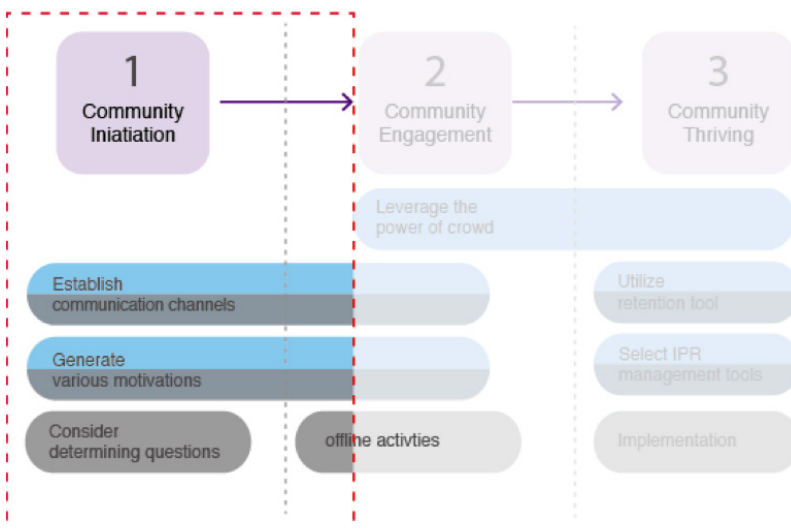 1
Community
Iniatiation
2
Community
Engagement
3
Community
Thriving
Leverage the
power of crowd
Establish
communication channels
Utilize
retention tool
Generate
various motivations
Select IPR
management tools
Consider
determining questions
offline activties
Implementation